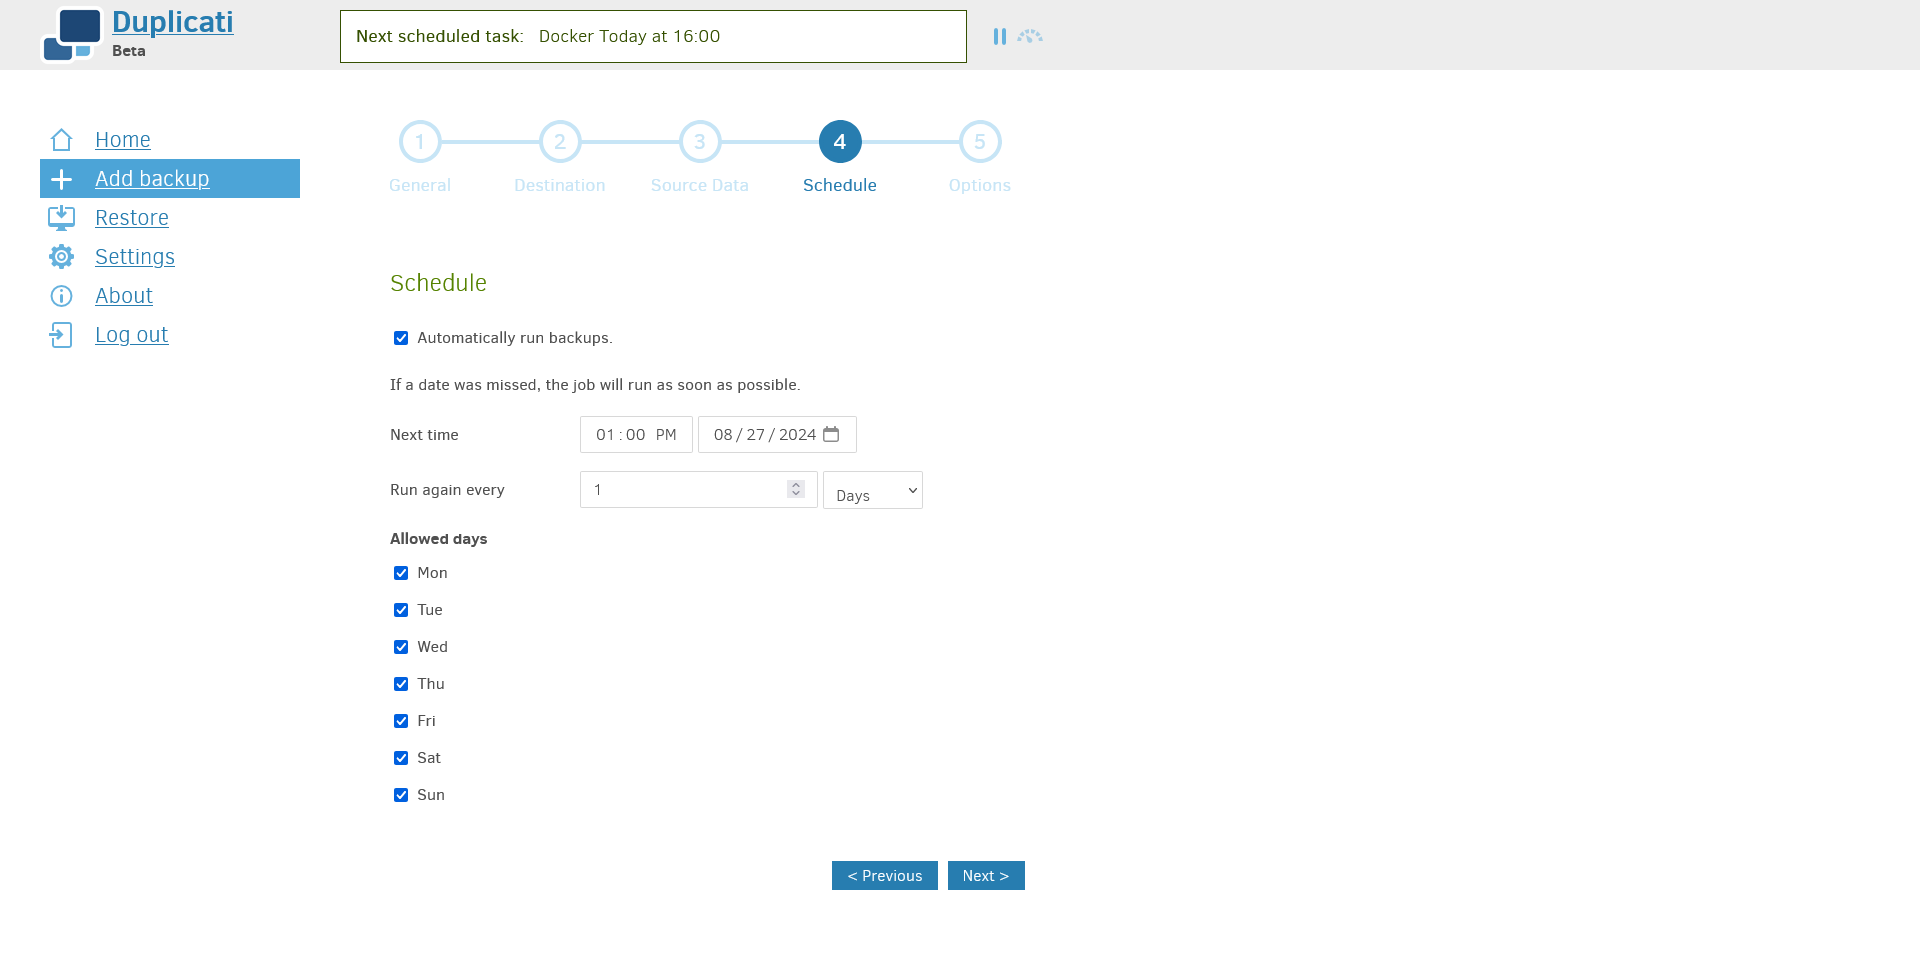 Duplicati
Beta
Next scheduled task: Docker Today at 16:00
Home
Add backup
Restore
Settings
About
Log out
1 2 3 4 5
General Destination Source Data Schedule Options
Schedule
Automatically run backups.
If a date was missed, the job will run as soon as possible.
Next time 01:00 PM 08/27/2024
Run again every 1 Days
Allowed days
Mon
Tue
Wed
Thu
Fri
Sat
Sun
< Previous Next >